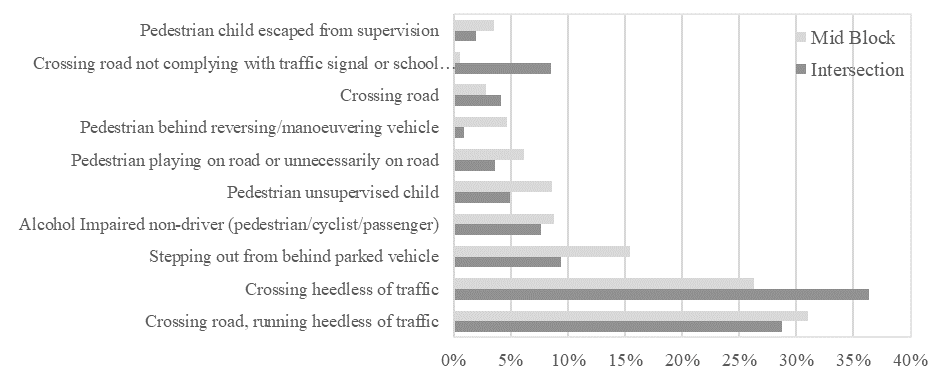 Pedestrian child escaped from supervision
Mid Block
Crossing road not complying with traffic signal or school…
Intersection
Crossing road
Pedestrian behind reversing/manoeuvering vehicle
Pedestrian playing on road or unnecessarily on road
Pedestrian unsupervised child
Alcohol Impaired non-driver (pedestrian/cyclist/passenger)
Stepping out from behind parked vehicle
Crossing heedless of traffic
Crossing road, running heedless of traffic
0% 5% 10% 15% 20% 25% 30% 35% 40%